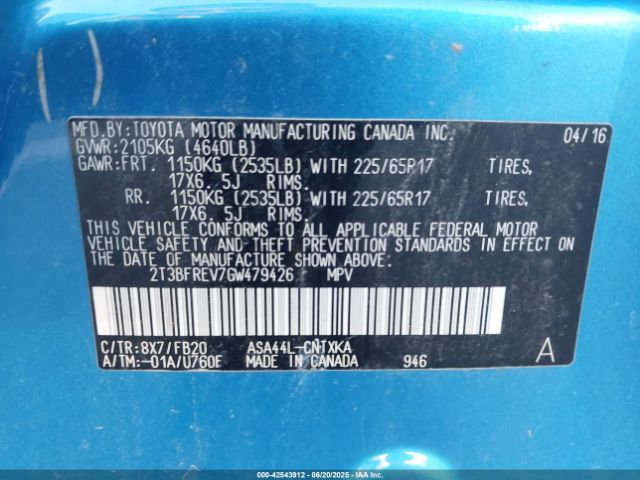 MFD.BY:TOYOTA MOTOR MANUFACTURING CANADA INC. 04/16
GVWR:2105KG (4640LB)
GAWR:FRT. 1150KG (2535LB) WITH 225/65R17 TIRES,
17X6. 5J RIMS.
RR. 1150KG (2535LB) WITH 225/65R17 TIRES,
17X6. 5J RIMS.
THIS VEHICLE CONFORMS TO ALL APPLICABLE FEDERAL MOTOR
VEHICLE SAFETY AND THEFT PREVENTION STANDARDS IN EFFECT ON
THE DATE OF MANUFACTURE SHOWN ABOVE.
2T3BFREV7GW479426 MPV
C/TR:8X7/FB20 ASA44L-CNTXKA
A/TM:-01A/U760E MADE IN CANADA 946 A
000-42543912 - 06/20/2025 - IAAI.COM